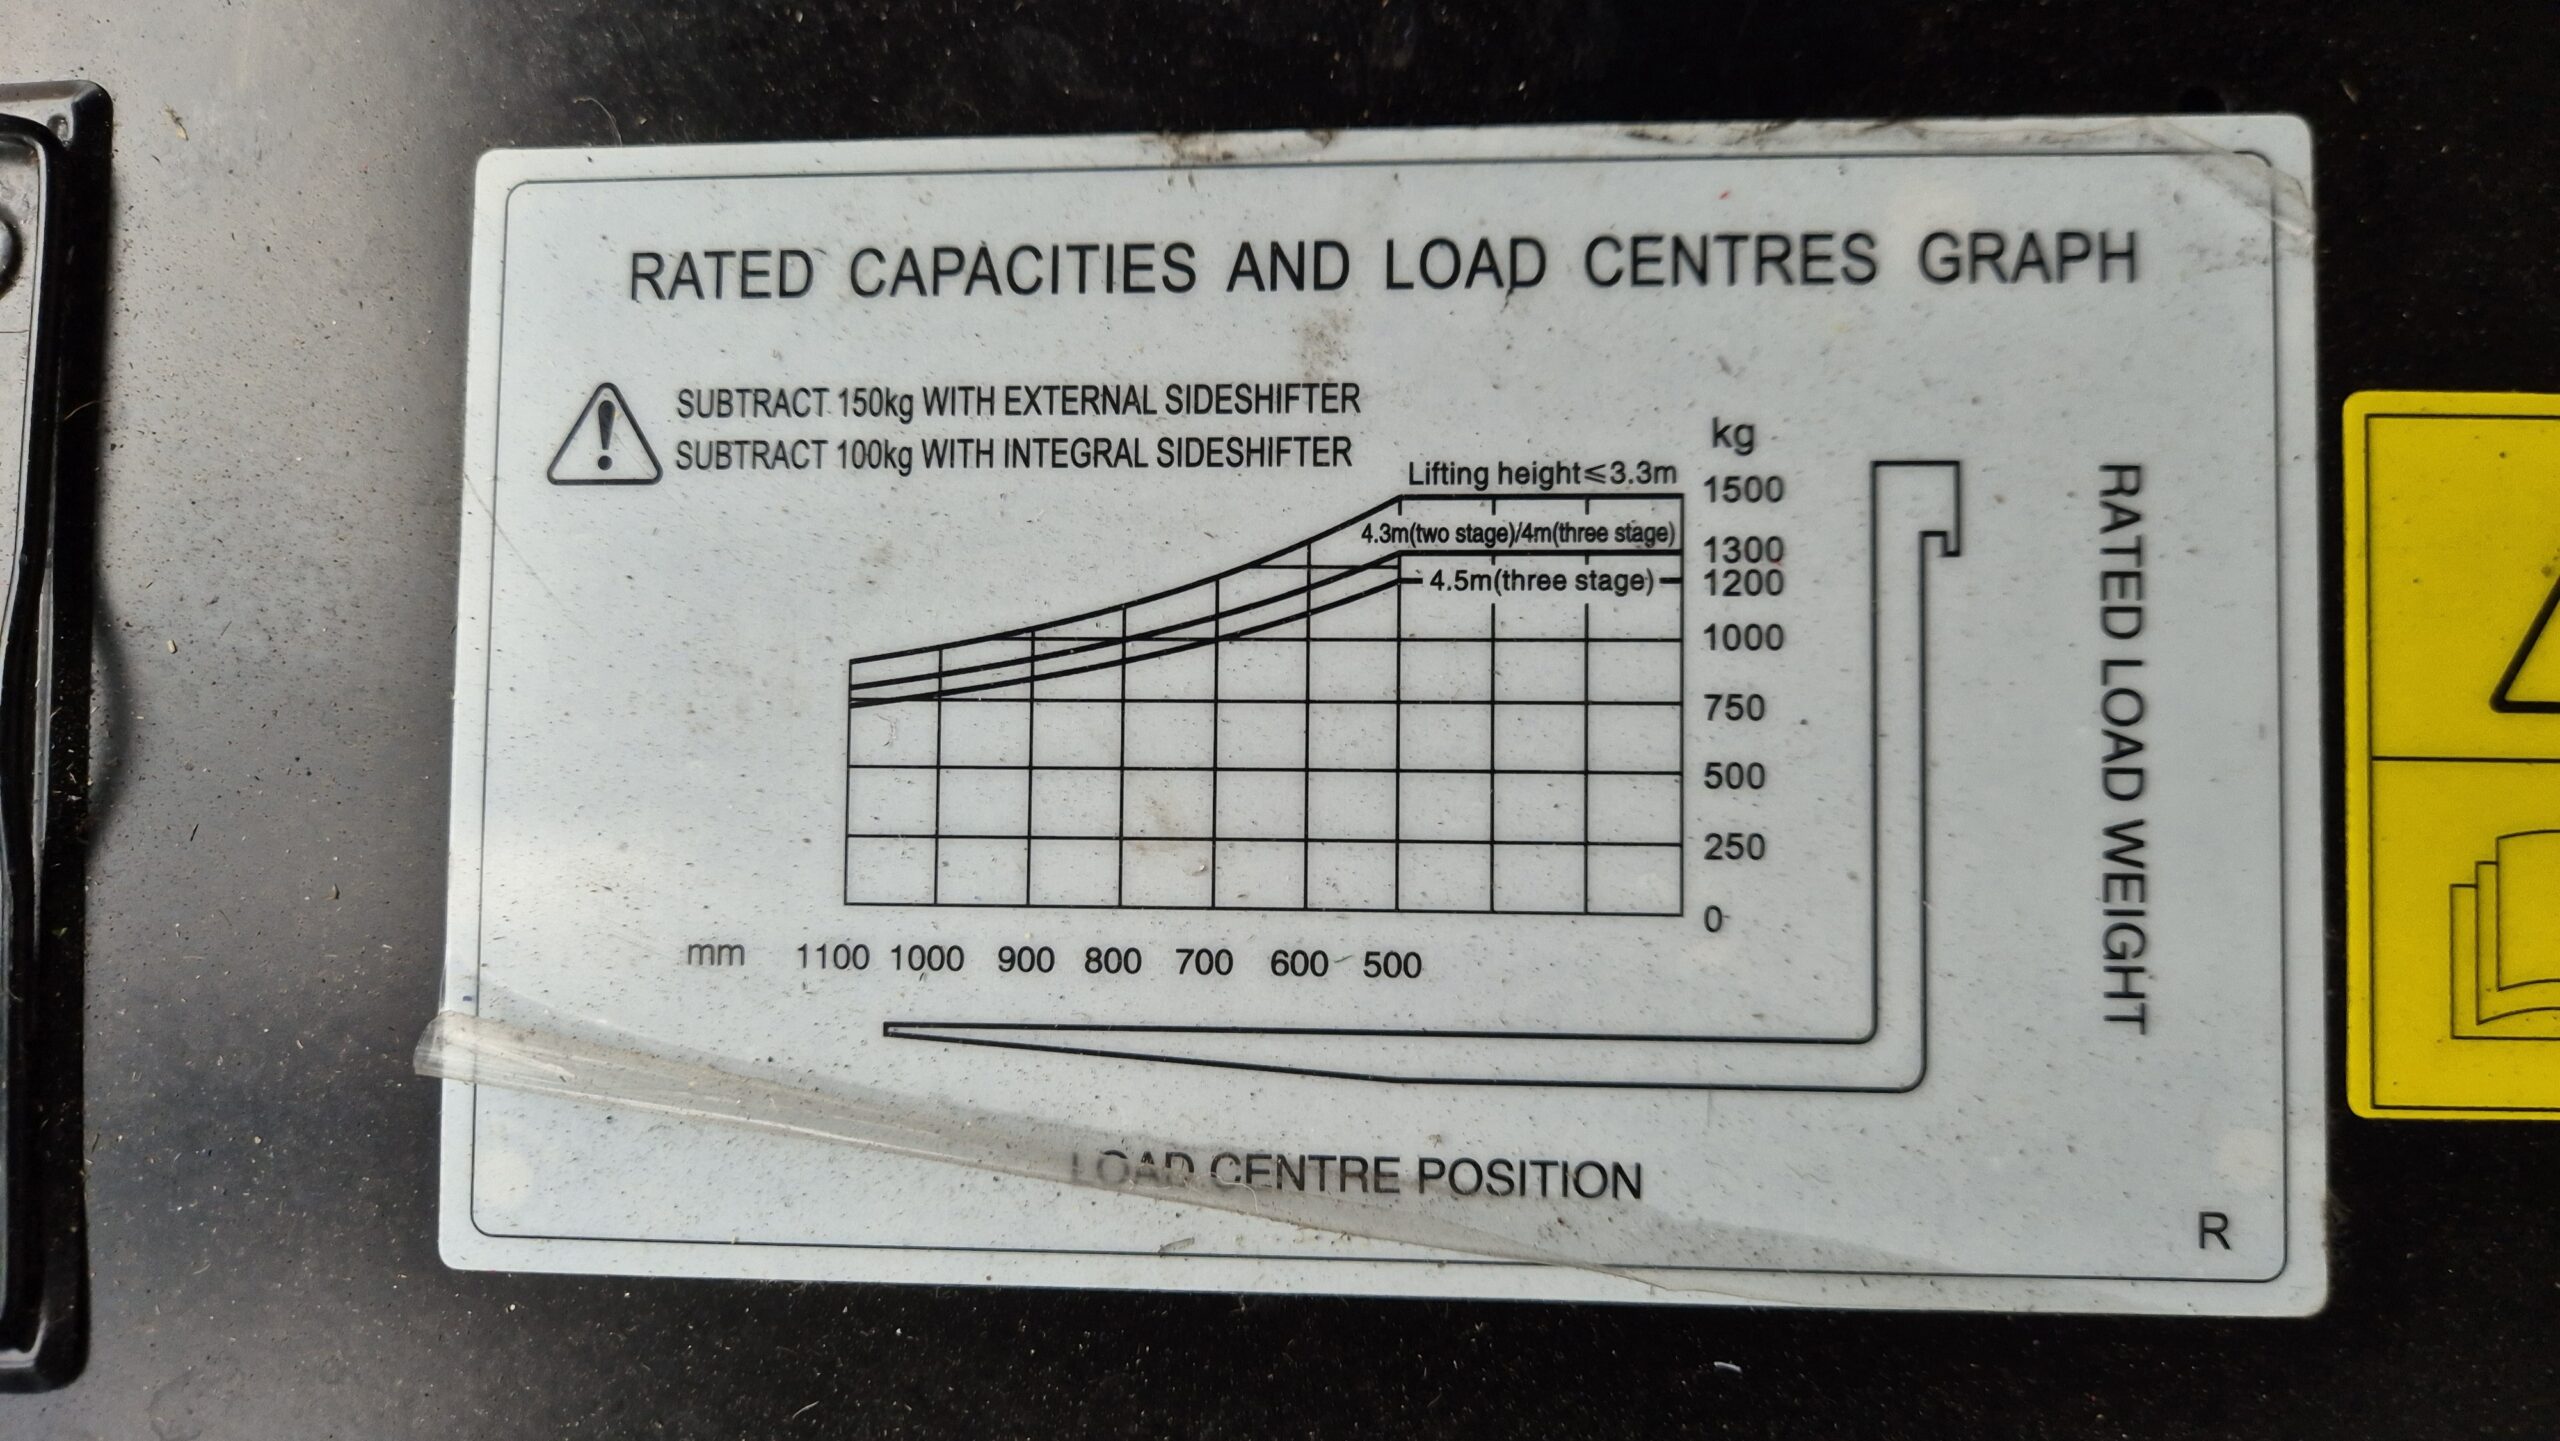 RATED CAPACITIES AND LOAD CENTRES GRAPH
SUBTRACT 150kg WITH EXTERNAL SIDESHIFTER
SUBTRACT 100kg WITH INTEGRAL SIDESHIFTER
kg
Lifting height≤3.3m
1500
4.3m(two stage)/4m(three stage)
1300
4.5m(three stage)
1200
1000
750
500
250
0
mm 1100 1000 900 800 700 600 500
RATED LOAD WEIGHT
LOAD CENTRE POSITION
R